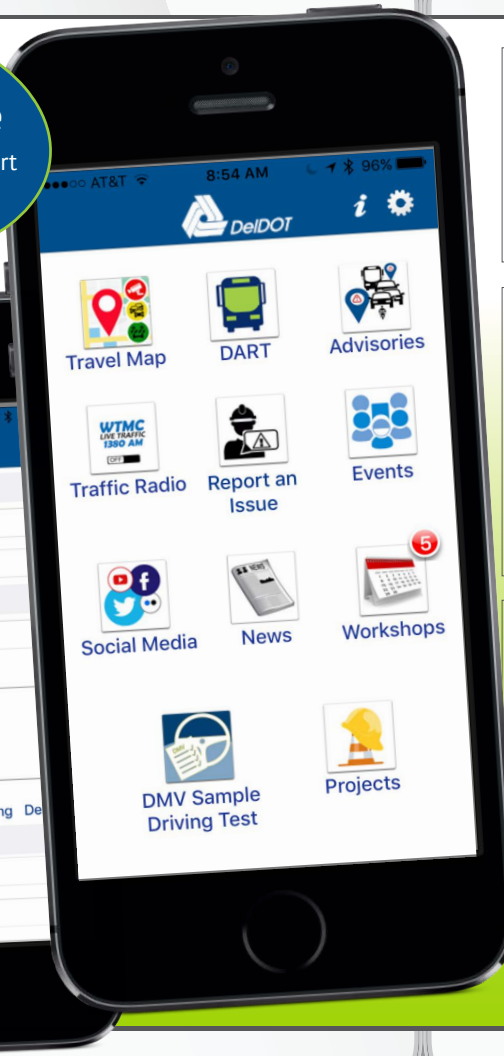 rt
AT&T 8:54 AM 96%
DelDOT
i
Travel Map
DART
Advisories
WTMC
LIVE TRAFFIC
1380 AM
OFF
Traffic Radio
Report an
Issue
Events
Social Media
NEWS
News
5
Workshops
DMV
DMV Sample
Driving Test
Projects
ng De